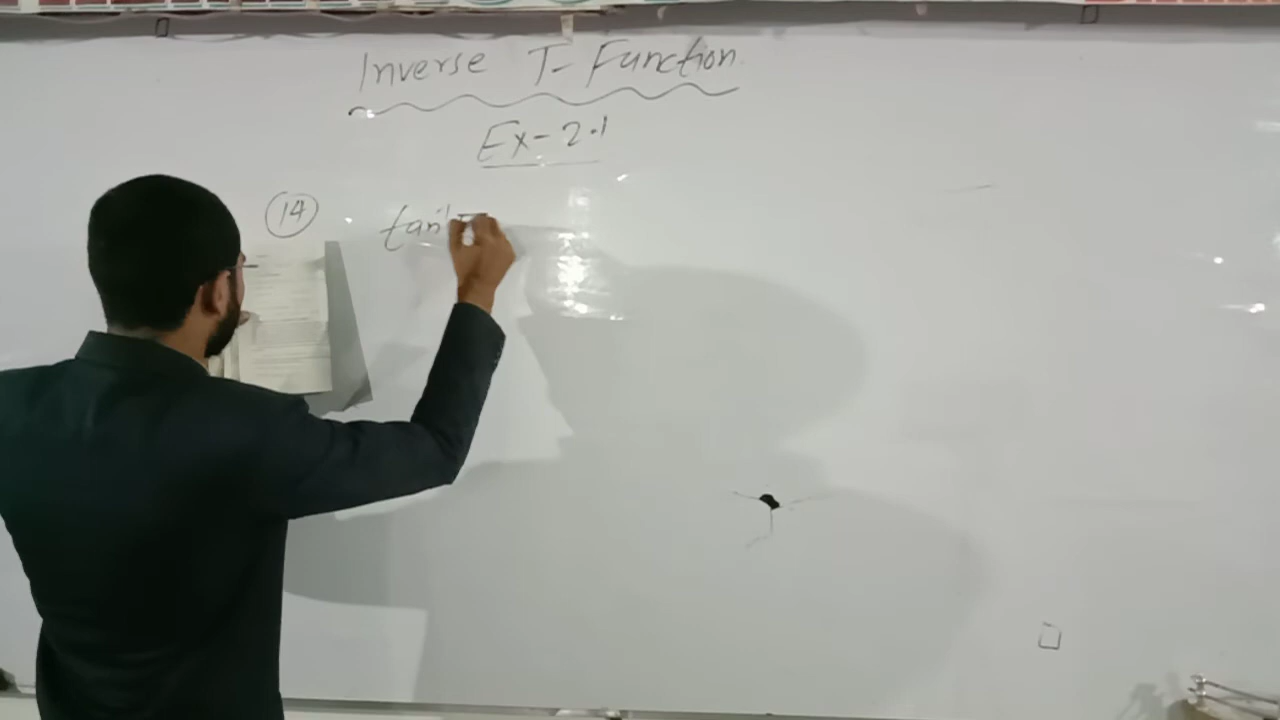 Inverse T- Function
Ex- 2.1
14 tan⁻¹